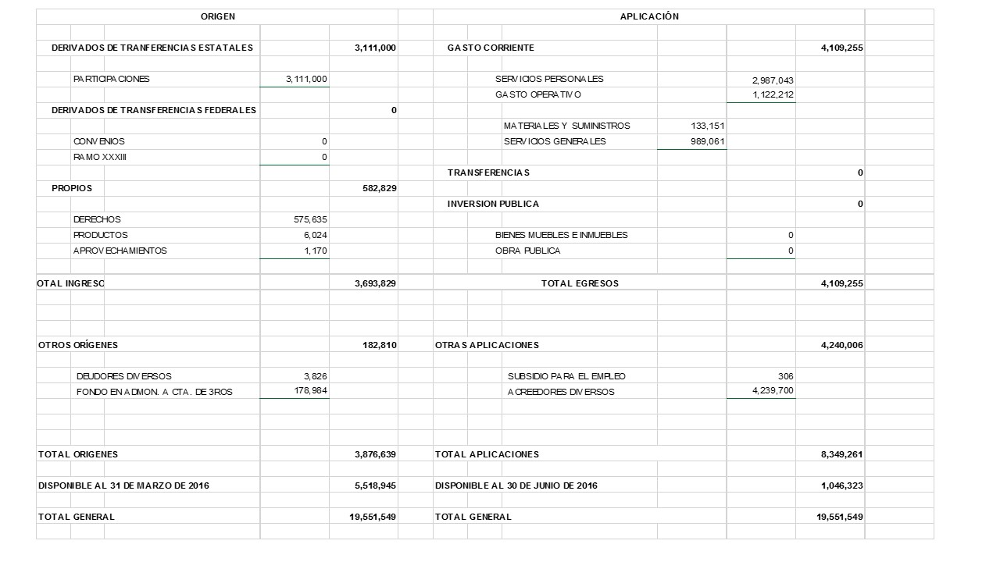 ORIGEN APLICACIÓN
DERIVADOS DE TRANFERENCIAS ESTATALES 3,111,000 GASTO CORRIENTE 4,109,255
PARTICIPACIONES 3,111,000 SERVICIOS PERSONALES 2,987,043
GASTO OPERATIVO 1,122,212
DERIVADOS DE TRANSFERENCIAS FEDERALES 0
MATERIALES Y SUMINISTROS 133,151
CONVENIOS 0 SERVICIOS GENERALES 989,061
RAMO XXXIII 0
TRANSFERENCIAS 0
PROPIOS 582,829
INVERSION PUBLICA 0
DERECHOS 575,635
PRODUCTOS 6,024 BIENES MUEBLES E INMUEBLES 0
APROVECHAMIENTOS 1,170 OBRA PUBLICA 0
OTAL INGRESO 3,693,829 TOTAL EGRESOS 4,109,255
OTROS ORÍGENES 182,810 OTRAS APLICACIONES 4,240,006
DEUDORES DIVERSOS 3,826 SUBSIDIO PARA EL EMPLEO 306
FONDO EN ADMON. A CTA. DE 3ROS 178,984 ACREEDORES DIVERSOS 4,239,700
TOTAL ORIGENES 3,876,639 TOTAL APLICACIONES 8,349,261
DISPONIBLE AL 31 DE MARZO DE 2016 5,518,945 DISPONIBLE AL 30 DE JUNIO DE 2016 1,046,323
TOTAL GENERAL 19,551,549 TOTAL GENERAL 19,551,549